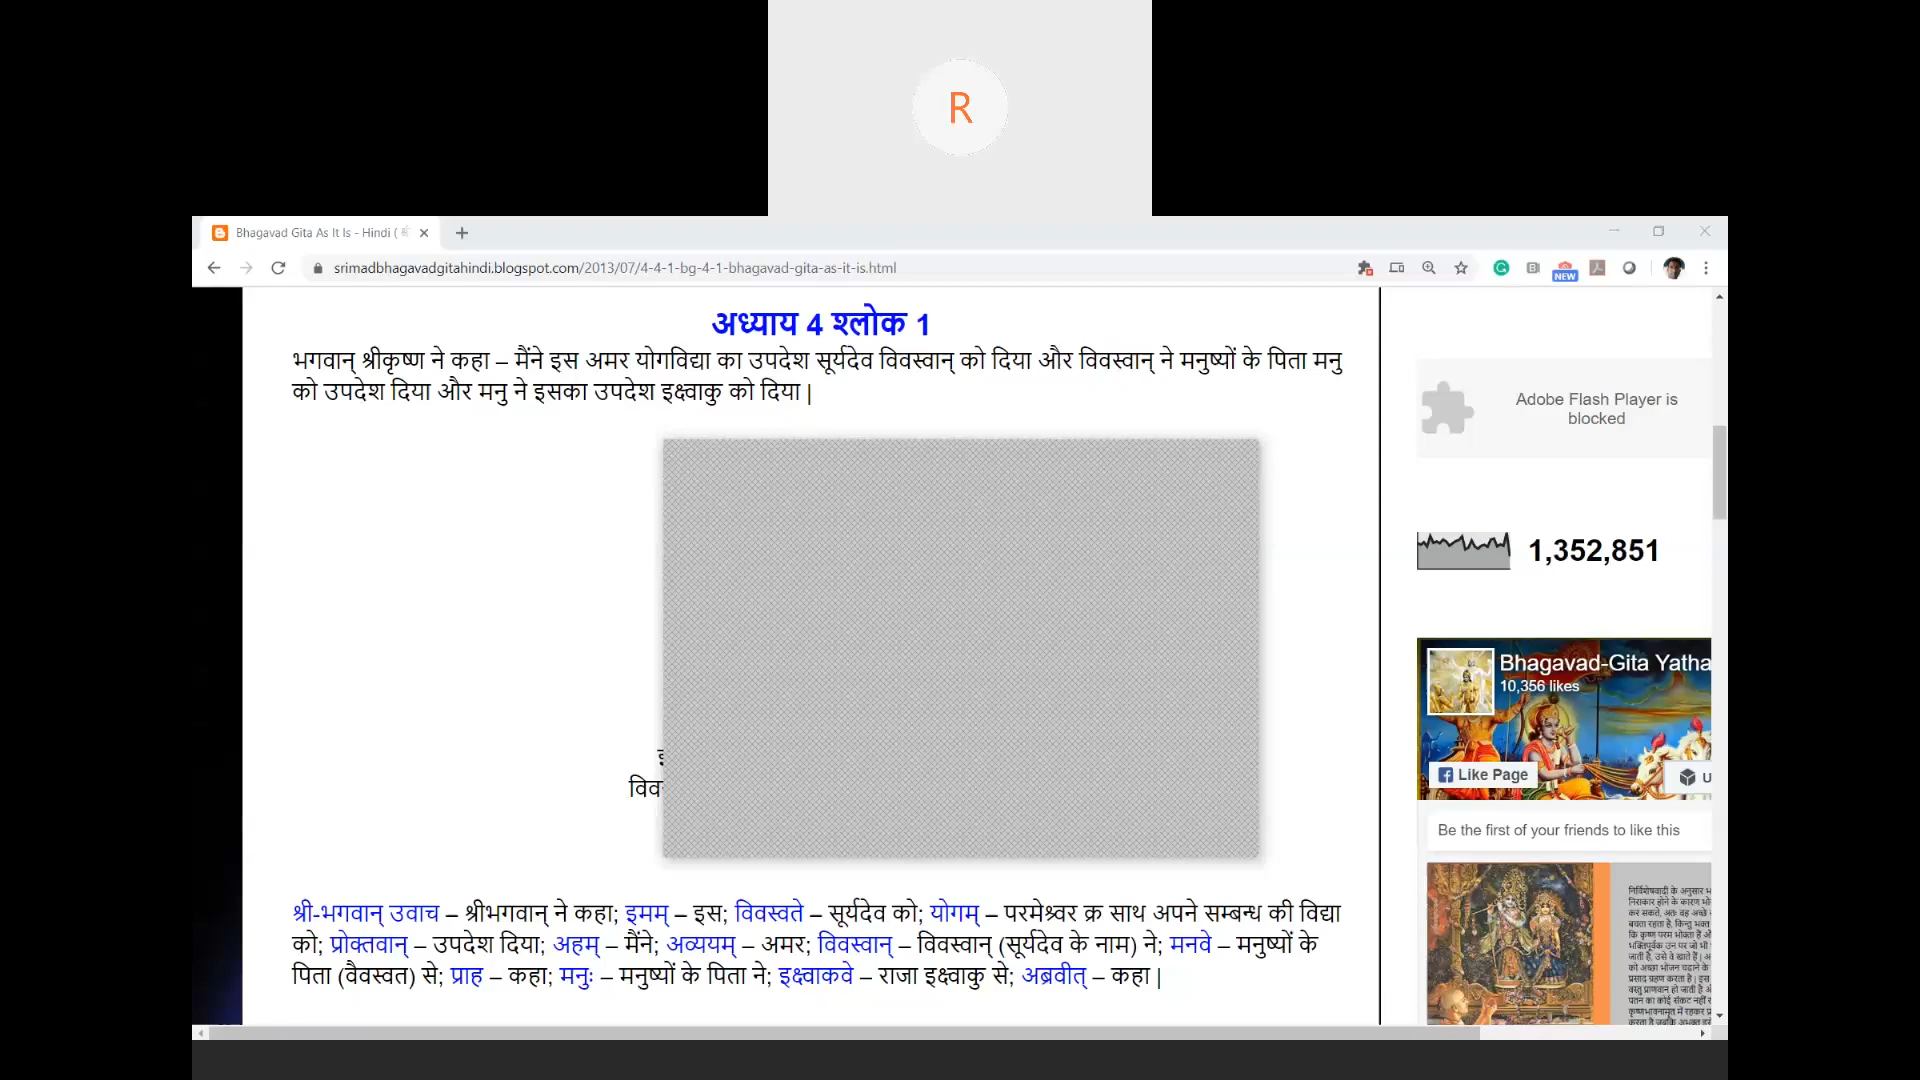 R
Bhagavad Gita As It Is - Hindi (
srimadbhagavadgitahindi.blogspot.com/2013/07/4-4-1-bg-4-1-bhagavad-gita-as-it-is.html
NEW
अध्याय 4 श्लोक 1
भगवान् श्रीकृष्ण ने कहा – मैंने इस अमर योगविद्या का उपदेश सूर्यदेव विवस्वान् को दिया और विवस्वान् ने मनुष्यों के पिता मनु
को उपदेश दिया और मनु ने इसका उपदेश इक्ष्वाकु को दिया |
श्री-भगवान् उवाच – श्रीभगवान् ने कहा; इमम् – इस; विवस्वते – सूर्यदेव को; योगम् – परमेश्र्वर क्र साथ अपने सम्बन्ध की विद्या
को; प्रोक्तवान् – उपदेश दिया; अहम् – मैंने; अव्ययम् – अमर; विवस्वान् – विवस्वान् (सूर्यदेव के नाम) ने; मनवे – मनुष्यों के
पिता (वैवस्वत) से; प्राह – कहा; मनुः – मनुष्यों के पिता ने; इक्ष्वाकवे – राजा इक्ष्वाकु से; अब्रवीत् – कहा |
Adobe Flash Player is
blocked
1,352,851
Bhagavad-Gita Yatha
10,356 likes
Like Page
U
Be the first of your friends to like this